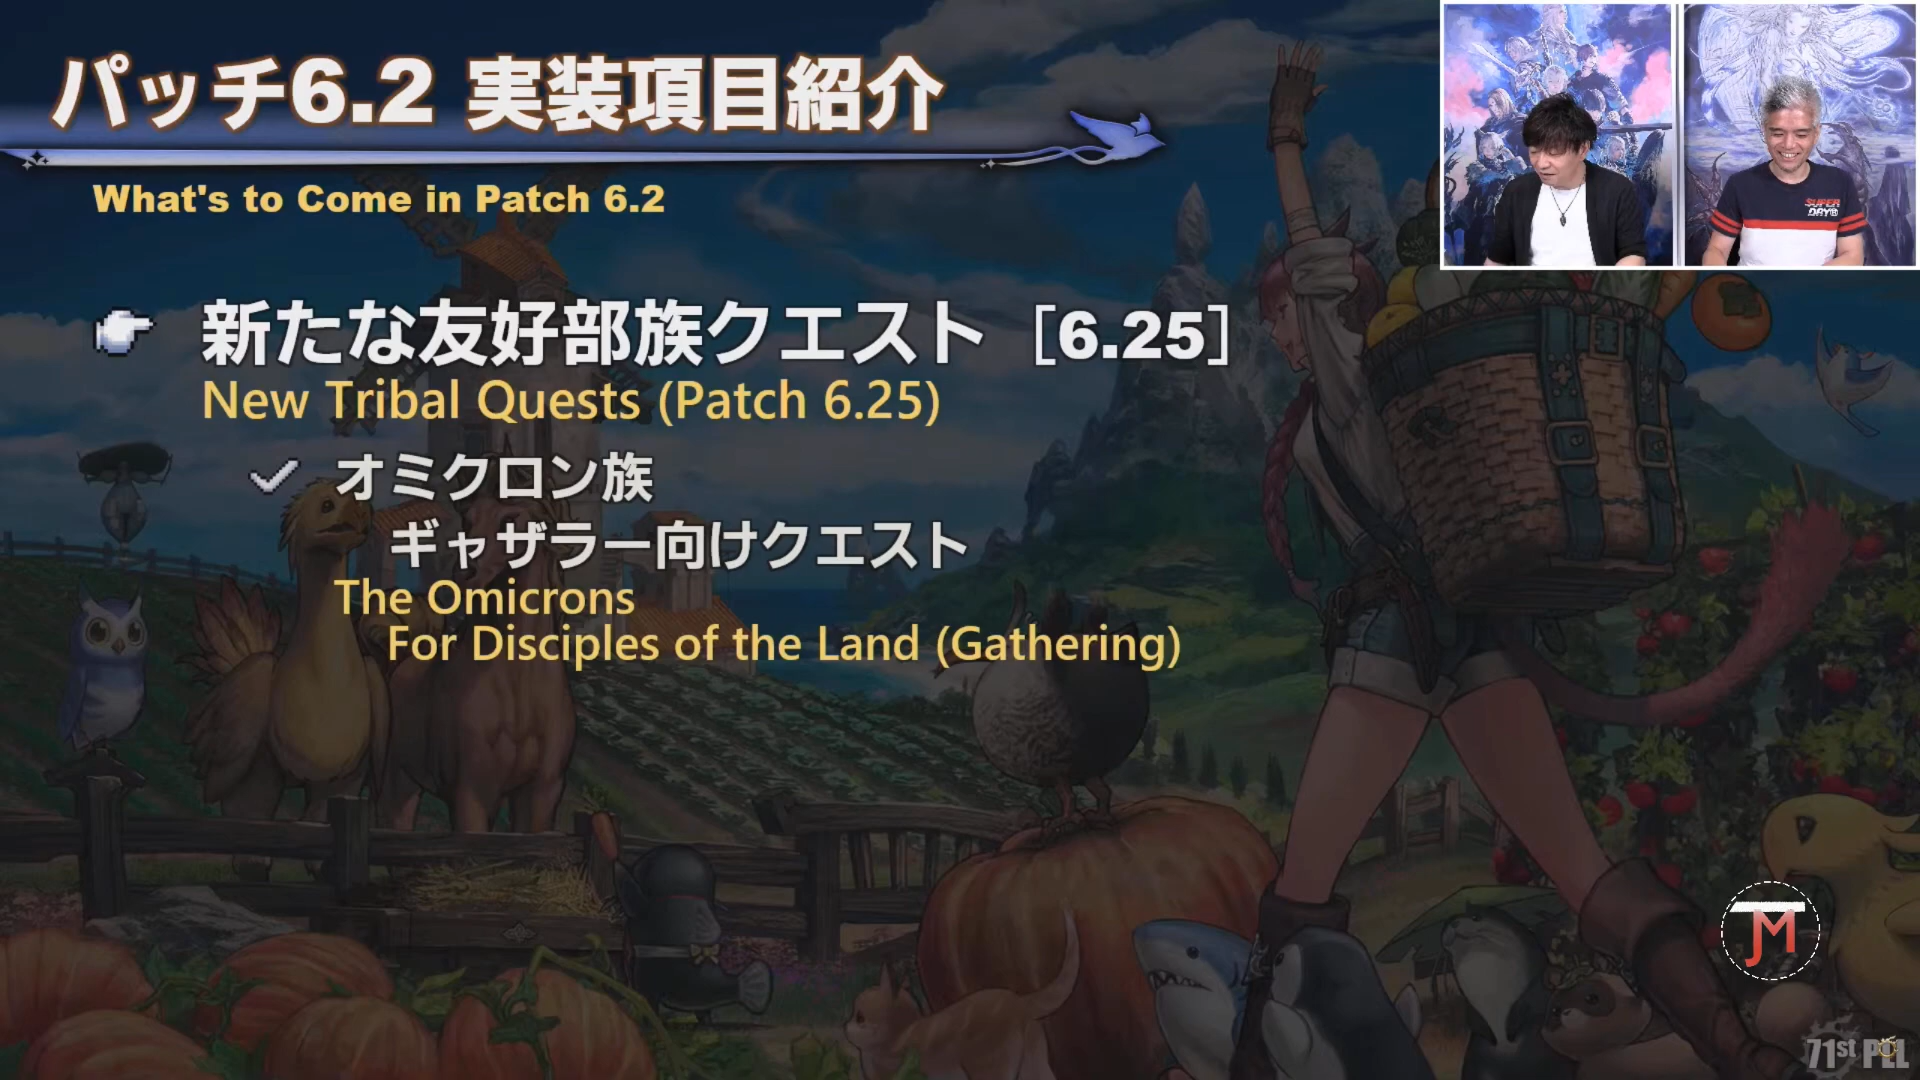 パッチ6.2 実装項目紹介
What's to Come in Patch 6.2
新たな友好部族クエスト［6.25］
New Tribal Quests (Patch 6.25)
オミクロン族
ギャザラー向けクエスト
The Omicrons
For Disciples of the Land (Gathering)
SUPER
DRY
JM
71st PLL